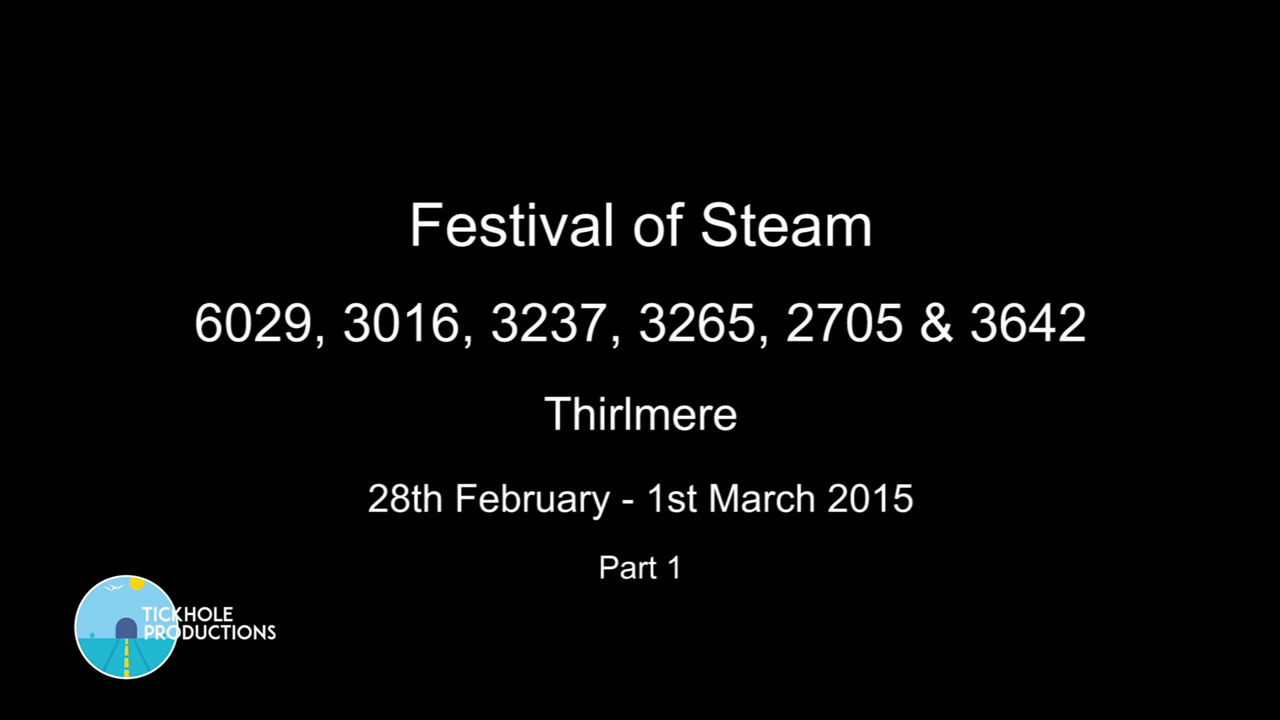 Festival of Steam
6029, 3016, 3237, 3265, 2705 & 3642
Thirlmere
28th February - 1st March 2015
Part 1
TICKHOLE
PRODUCTIONS